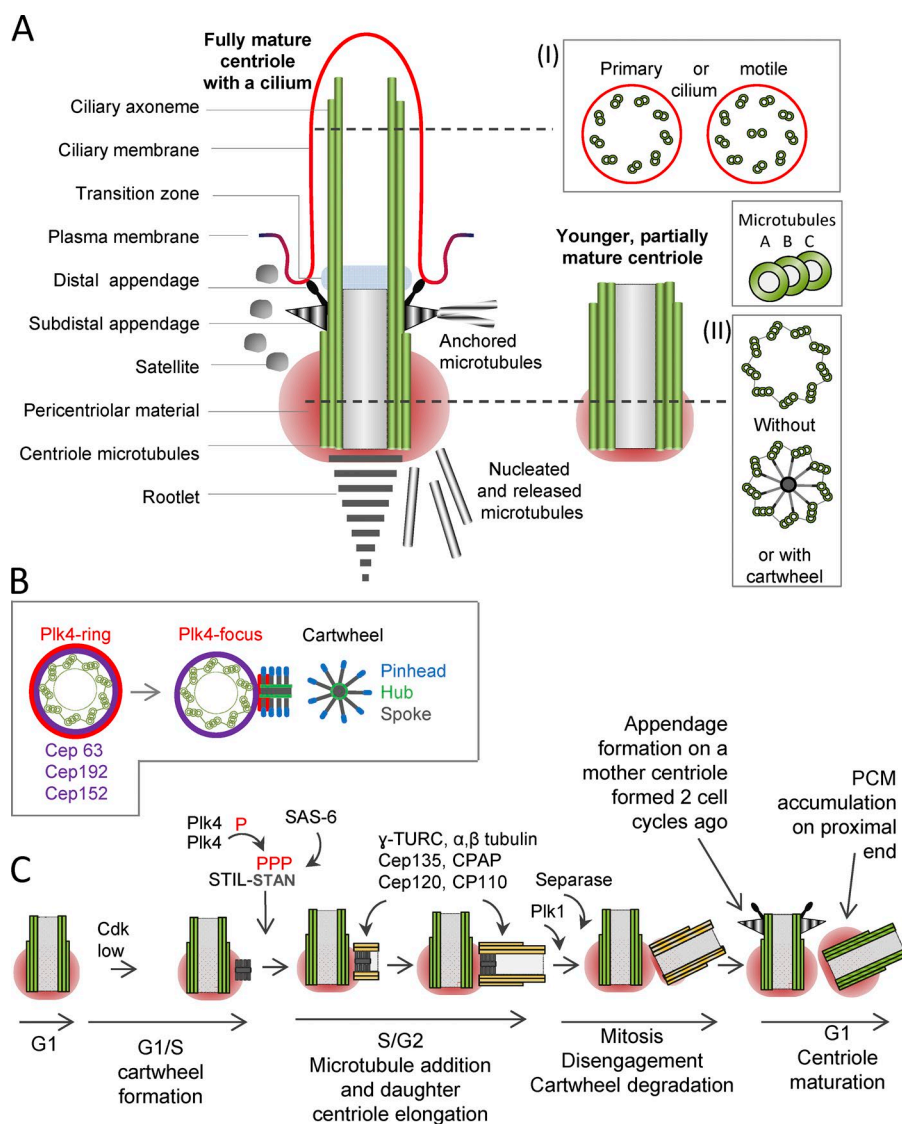 A
Fully mature
centriole
with a cilium
Ciliary axoneme
Ciliary membrane
Transition zone
Plasma membrane
Distal appendage
Subdistal appendage
Satellite
Pericentriolar material
Centriole microtubules
Rootlet
Anchored
microtubules
Nucleated
and released
microtubules
Younger, partially
mature centriole
(I)
Primary or motile
cilium
Microtubules
A B C
(II)
Without
or with
cartwheel
B
Plk4-ring
Cep 63
Cep192
Cep152
Plk4-focus
Cartwheel
Pinhead
Hub
Spoke
C
Plk4 P
Plk4
PPP
STIL-STAN
SAS-6
γ-TURC, α,β tubulin
Cep135, CPAP
Cep120, CP110
Separase
Plk1
Appendage
formation on a
mother centriole
formed 2 cell
cycles ago
PCM
accumulation
on proximal
end
Cdk
low
G1
G1/S
cartwheel
formation
S/G2
Microtubule addition
and daughter
centriole elongation
Mitosis
Disengagement
Cartwheel degradation
G1
Centriole
maturation